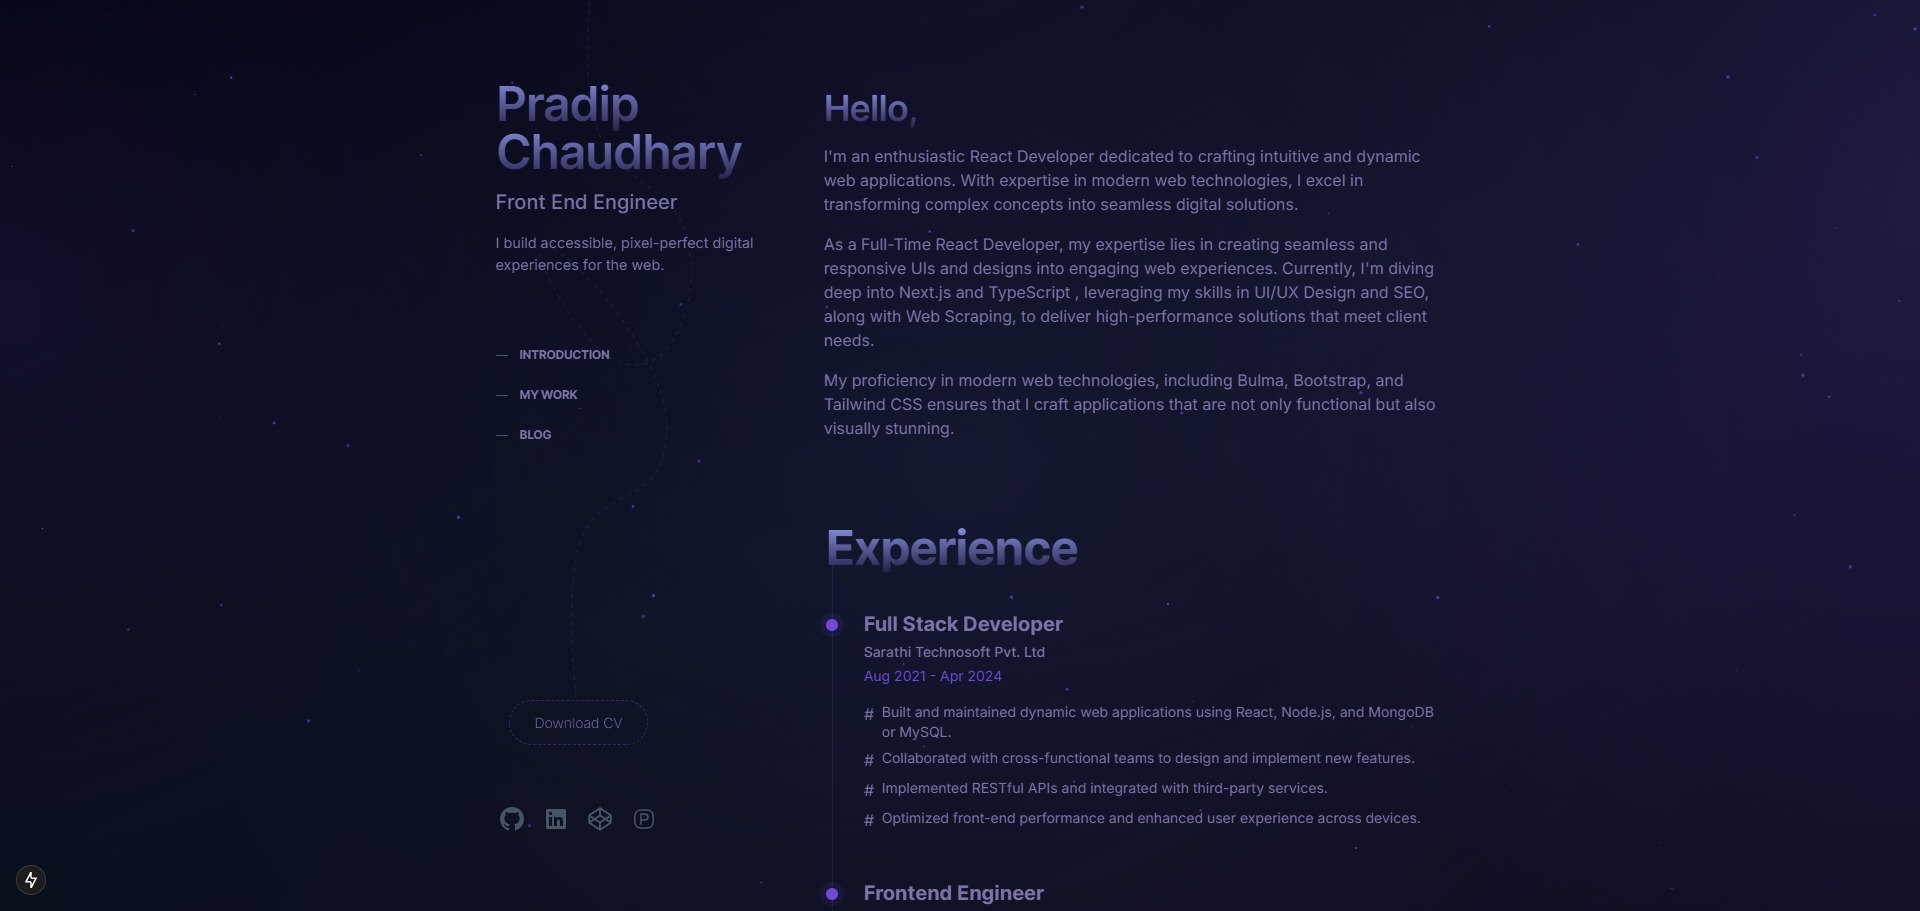 Pradip
Chaudhary
Front End Engineer
I build accessible, pixel-perfect digital
experiences for the web.
— INTRODUCTION
— MY WORK
— BLOG
Download CV
Hello,
I'm an enthusiastic React Developer dedicated to crafting intuitive and dynamic
web applications. With expertise in modern web technologies, I excel in
transforming complex concepts into seamless digital solutions.
As a Full-Time React Developer, my expertise lies in creating seamless and
responsive UIs and designs into engaging web experiences. Currently, I'm diving
deep into Next.js and TypeScript , leveraging my skills in UI/UX Design and SEO,
along with Web Scraping, to deliver high-performance solutions that meet client
needs.
My proficiency in modern web technologies, including Bulma, Bootstrap, and
Tailwind CSS ensures that I craft applications that are not only functional but also
visually stunning.
Experience
Full Stack Developer
Sarathi Technosoft Pvt. Ltd
Aug 2021 - Apr 2024
# Built and maintained dynamic web applications using React, Node.js, and MongoDB
or MySQL.
# Collaborated with cross-functional teams to design and implement new features.
# Implemented RESTful APIs and integrated with third-party services.
# Optimized front-end performance and enhanced user experience across devices.
Frontend Engineer